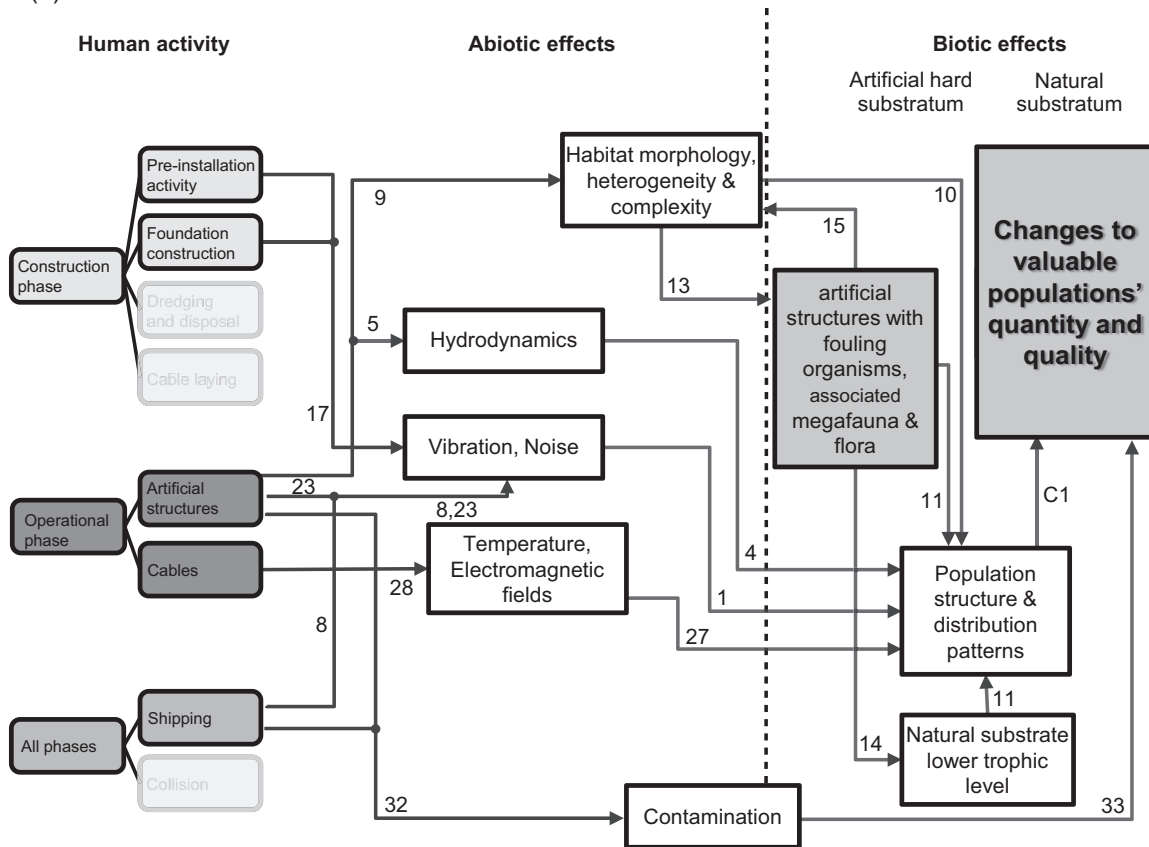 Human activity
Abiotic effects
Biotic effects
Artificial hard
substratum
Natural
substratum
Pre-installation
activity
Foundation
construction
Construction
phase
Dredging
and disposal
Cable laying
Habitat morphology,
heterogeneity &
complexity
9
10
15
13
Changes to
valuable
populations'
quantity and
quality
artificial
structures with
fouling
organisms,
associated
megafauna &
flora
5
Hydrodynamics
17
Vibration, Noise
Artificial
structures
23
8,23
Operational
phase
Cables
28
Temperature,
Electromagnetic
fields
4
1
27
11
C1
Population
structure &
distribution
patterns
8
11
Shipping
All phases
Collision
14
Natural substrate
lower trophic
level
32
Contamination
33